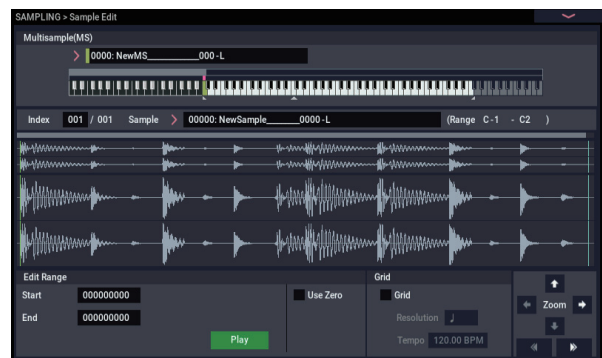 SAMPLING > Sample Edit
Multisample(MS)
0000: NewMS____________000-L
Index 001 / 001 Sample 00000: NewSample_______0000-L (Range C-1 - C2 )
Edit Range Grid
Start 000000000 Use Zero Grid Zoom
End 000000000 Resolution ♩
Play Tempo 120.00 BPM